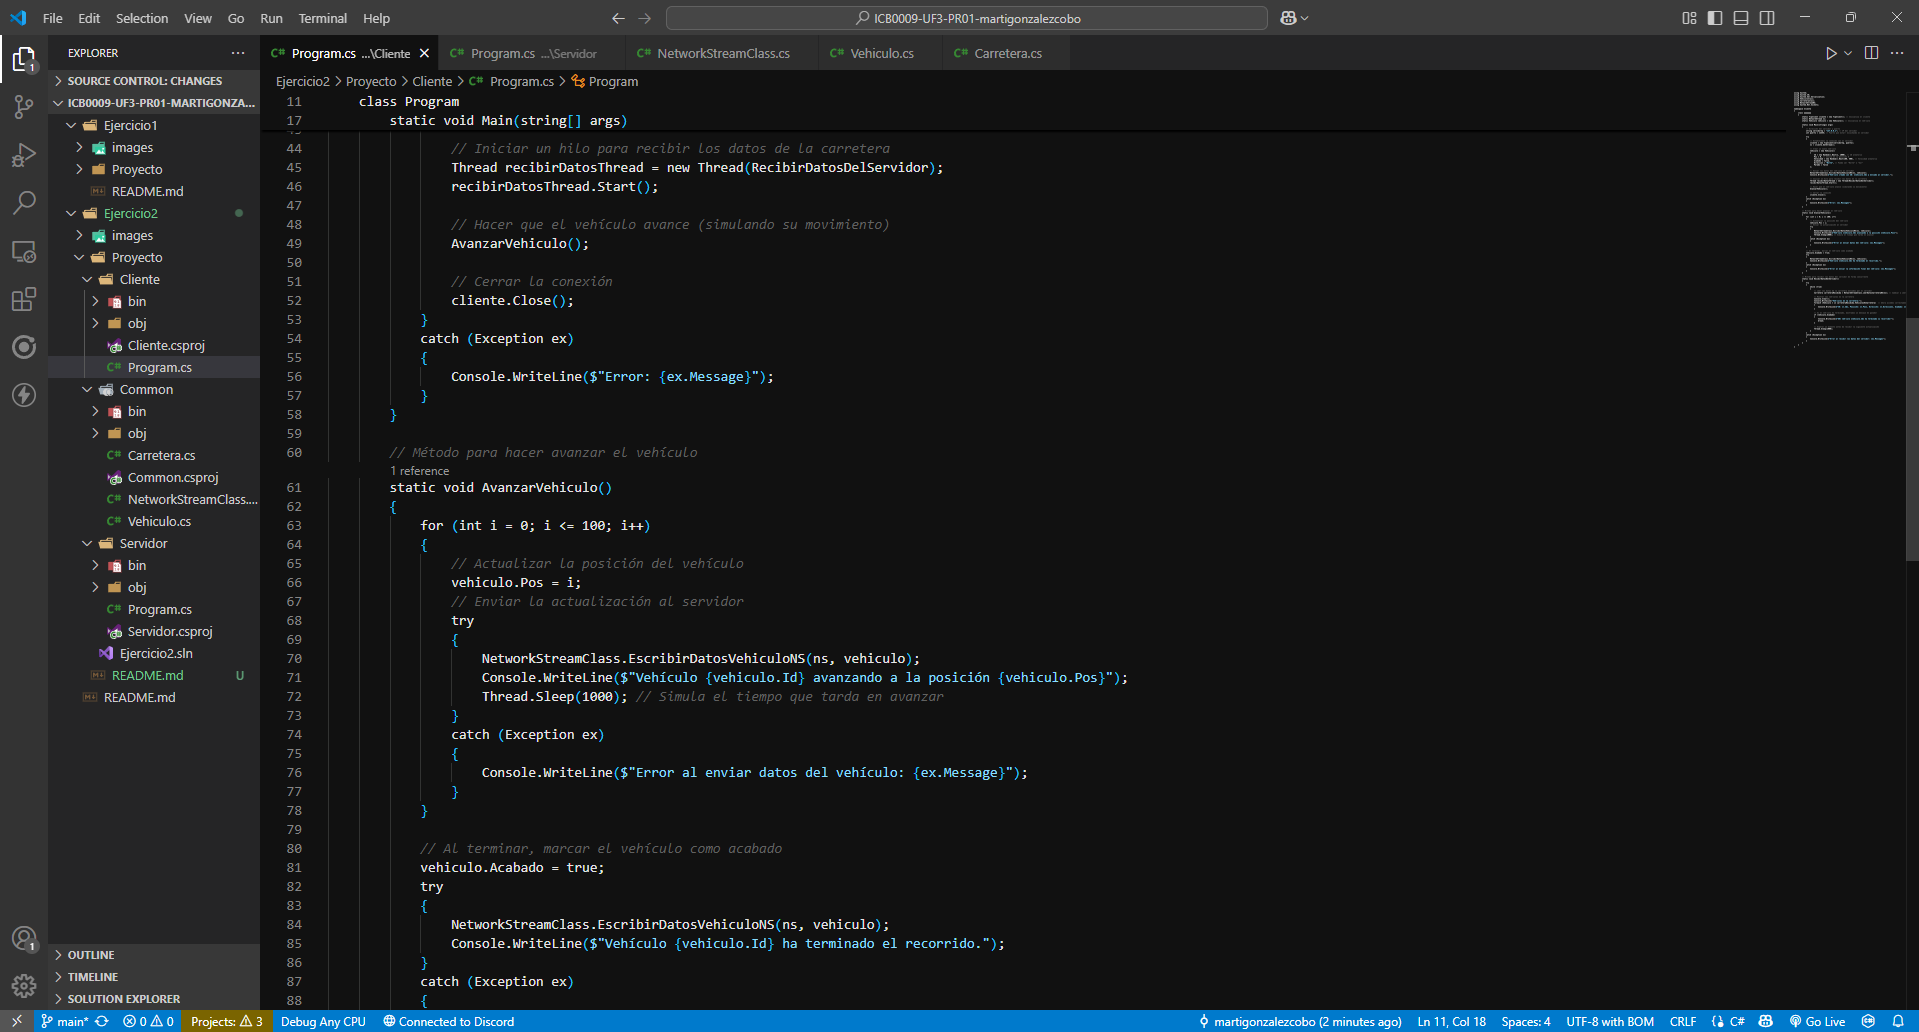 File Edit Selection View Go Run Terminal Help
ICB0009-UF3-PR01-martigonzalezcobo
EXPLORER
SOURCE CONTROL: CHANGES
ICB0009-UF3-PR01-MARTIGONZA...
Ejercicio1
images
Proyecto
README.md
Ejercicio2
images
Proyecto
Cliente
bin
obj
Cliente.csproj
C# Program.cs
Common
bin
obj
C# Carretera.cs
Common.csproj
C# NetworkStreamClass....
C# Vehiculo.cs
Servidor
bin
obj
C# Program.cs
Servidor.csproj
Ejercicio2.sln
README.md U
README.md
OUTLINE
TIMELINE
SOLUTION EXPLORER
C# Program.cs ...\Cliente
C# Program.cs ...\Servidor
C# NetworkStreamClass.cs
C# Vehiculo.cs
C# Carretera.cs
Ejercicio2 > Proyecto > Cliente > C# Program.cs > Program
11 class Program
17 static void Main(string[] args)
44 // Iniciar un hilo para recibir los datos de la carretera
45 Thread recibirDatosThread = new Thread(RecibirDatosDelServidor);
46 recibirDatosThread.Start();
47
48 // Hacer que el vehículo avance (simulando su movimiento)
49 AvanzarVehiculo();
50
51 // Cerrar la conexión
52 cliente.Close();
53 }
54 catch (Exception ex)
55 {
56 Console.WriteLine($"Error: {ex.Message}");
57 }
58 }
59
60 // Método para hacer avanzar el vehículo
1 reference
61 static void AvanzarVehiculo()
62 {
63 for (int i = 0; i <= 100; i++)
64 {
65 // Actualizar la posición del vehículo
66 vehiculo.Pos = i;
67 // Enviar la actualización al servidor
68 try
69 {
70 NetworkStreamClass.EscribirDatosVehiculoNS(ns, vehiculo);
71 Console.WriteLine($"Vehículo {vehiculo.Id} avanzando a la posición {vehiculo.Pos}");
72 Thread.Sleep(1000); // Simula el tiempo que tarda en avanzar
73 }
74 catch (Exception ex)
75 {
76 Console.WriteLine($"Error al enviar datos del vehículo: {ex.Message}");
77 }
78 }
79
80 // Al terminar, marcar el vehículo como acabado
81 vehiculo.Acabado = true;
82 try
83 {
84 NetworkStreamClass.EscribirDatosVehiculoNS(ns, vehiculo);
85 Console.WriteLine($"Vehículo {vehiculo.Id} ha terminado el recorrido.");
86 }
87 catch (Exception ex)
88 {
main* 0 0 Projects: 3 Debug Any CPU Connected to Discord
martigonzalezcobo (2 minutes ago) Ln 11, Col 18 Spaces: 4 UTF-8 with BOM CRLF C# Go Live